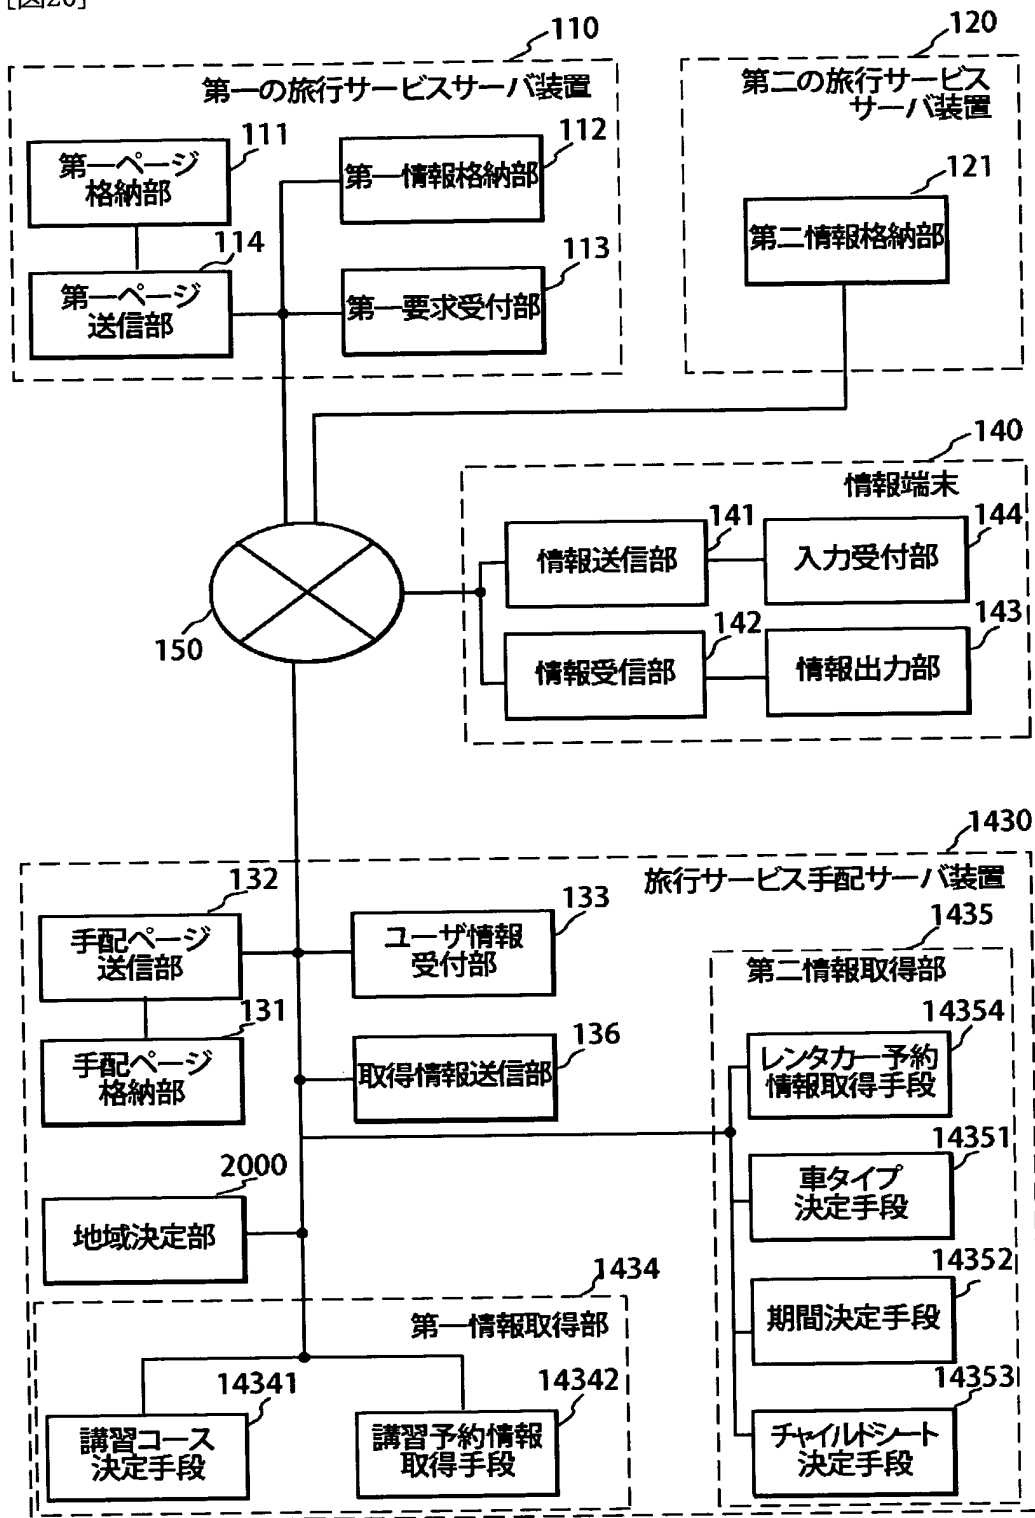 [図20]
110
第一の旅行サービスサーバ装置
111
第一ページ
格納部
112
第一情報格納部
114
第一ページ
送信部
113
第一要求受付部
120
第二の旅行サービス
サーバ装置
121
第二情報格納部
150
140
情報端末
141
情報送信部
144
入力受付部
142
情報受信部
143
情報出力部
1430
旅行サービス手配サーバ装置
132
手配ページ
送信部
133
ユーザ情報
受付部
131
手配ページ
格納部
136
取得情報送信部
2000
地域決定部
1434
第一情報取得部
14341
講習コース
決定手段
14342
講習予約情報
取得手段
1435
第二情報取得部
14354
レンタカー予約
情報取得手段
14351
車タイプ
決定手段
14352
期間決定手段
14353
チャイルドシート
決定手段